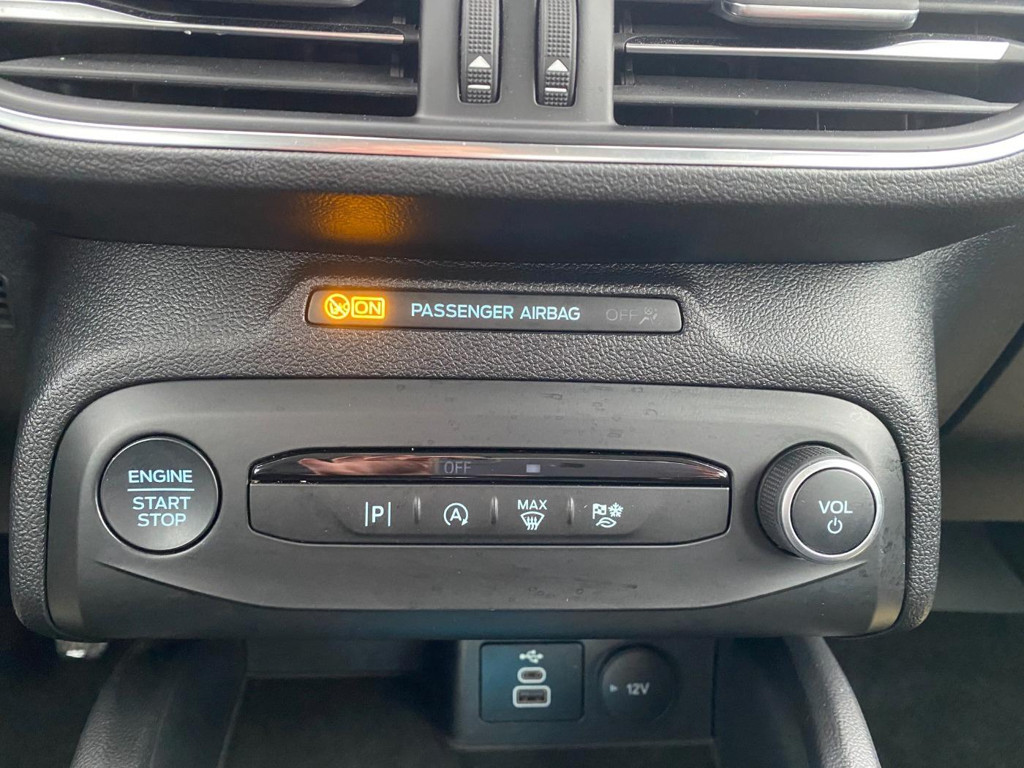 ON PASSENGER AIRBAG OFF
ENGINE
START
STOP
OFF
P
A
MAX
VOL
12V